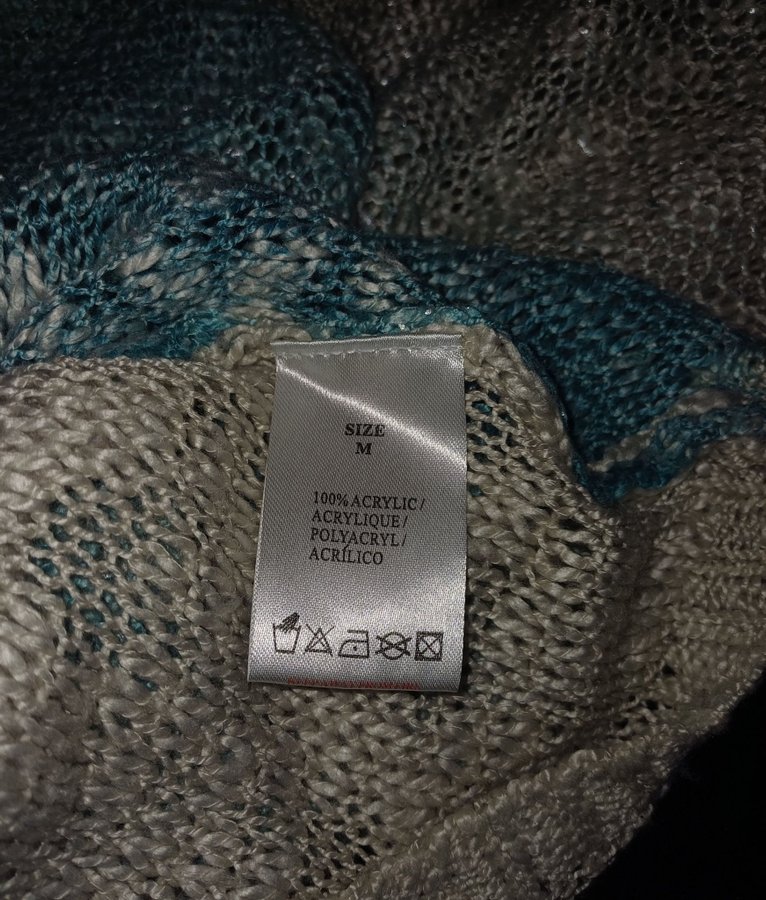 SIZE
M
100% ACRYLIC /
ACRYLIQUE /
POLYACRYL /
ACRÍLICO